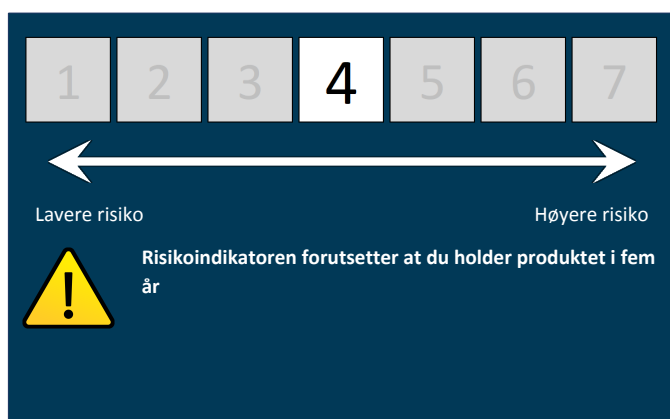 1 2 3 4 5 6 7
Lavere risiko Høyere risiko
Risikoindikatoren forutsetter at du holder produktet i fem
år